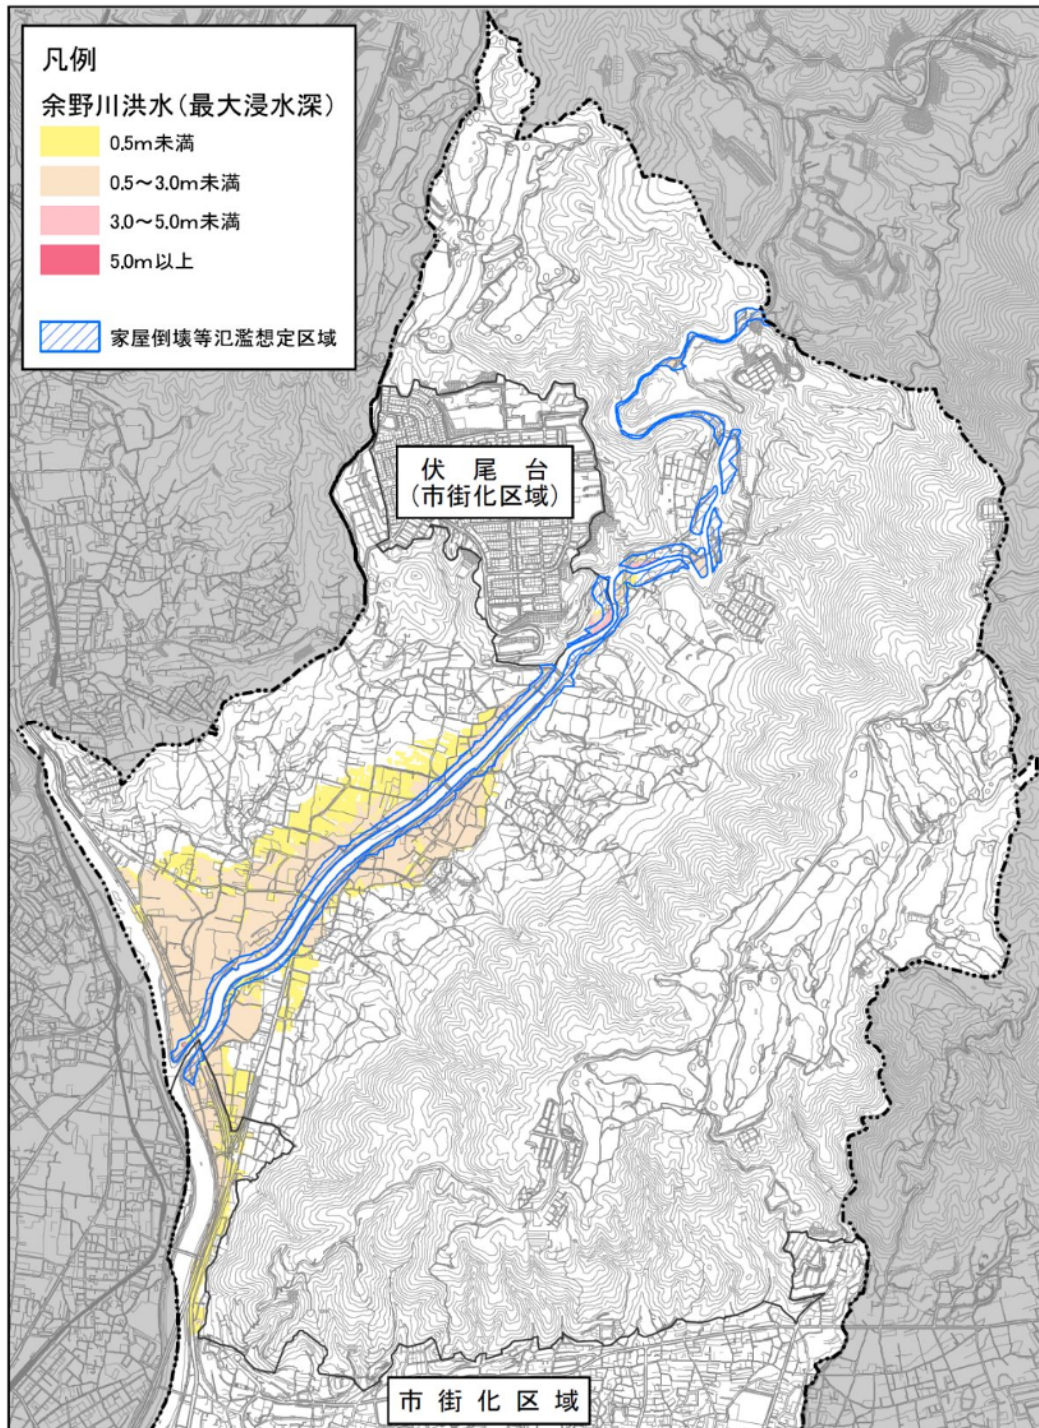 凡例
余野川洪水(最大浸水深)
0.5m未満
0.5～3.0m未満
3.0～5.0m未満
5.0m以上
家屋倒壊等氾濫想定区域
伏尾台
(市街化区域)
市街化区域